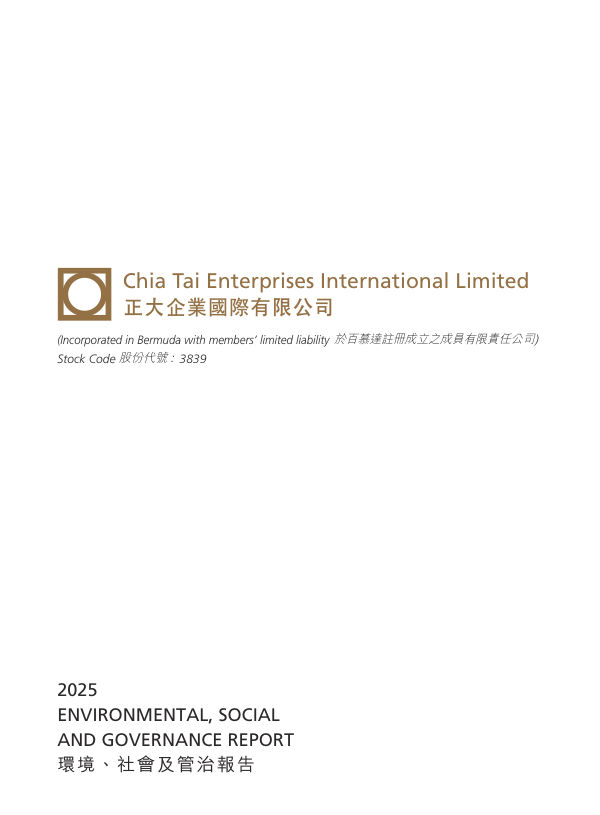 Chia Tai Enterprises International Limited
正大企業國際有限公司
(Incorporated in Bermuda with members’ limited liability 於百慕達註冊成立之成員有限責任公司)
Stock Code 股份代號：3839
2025
ENVIRONMENTAL, SOCIAL
AND GOVERNANCE REPORT
環境、社會及管治報告